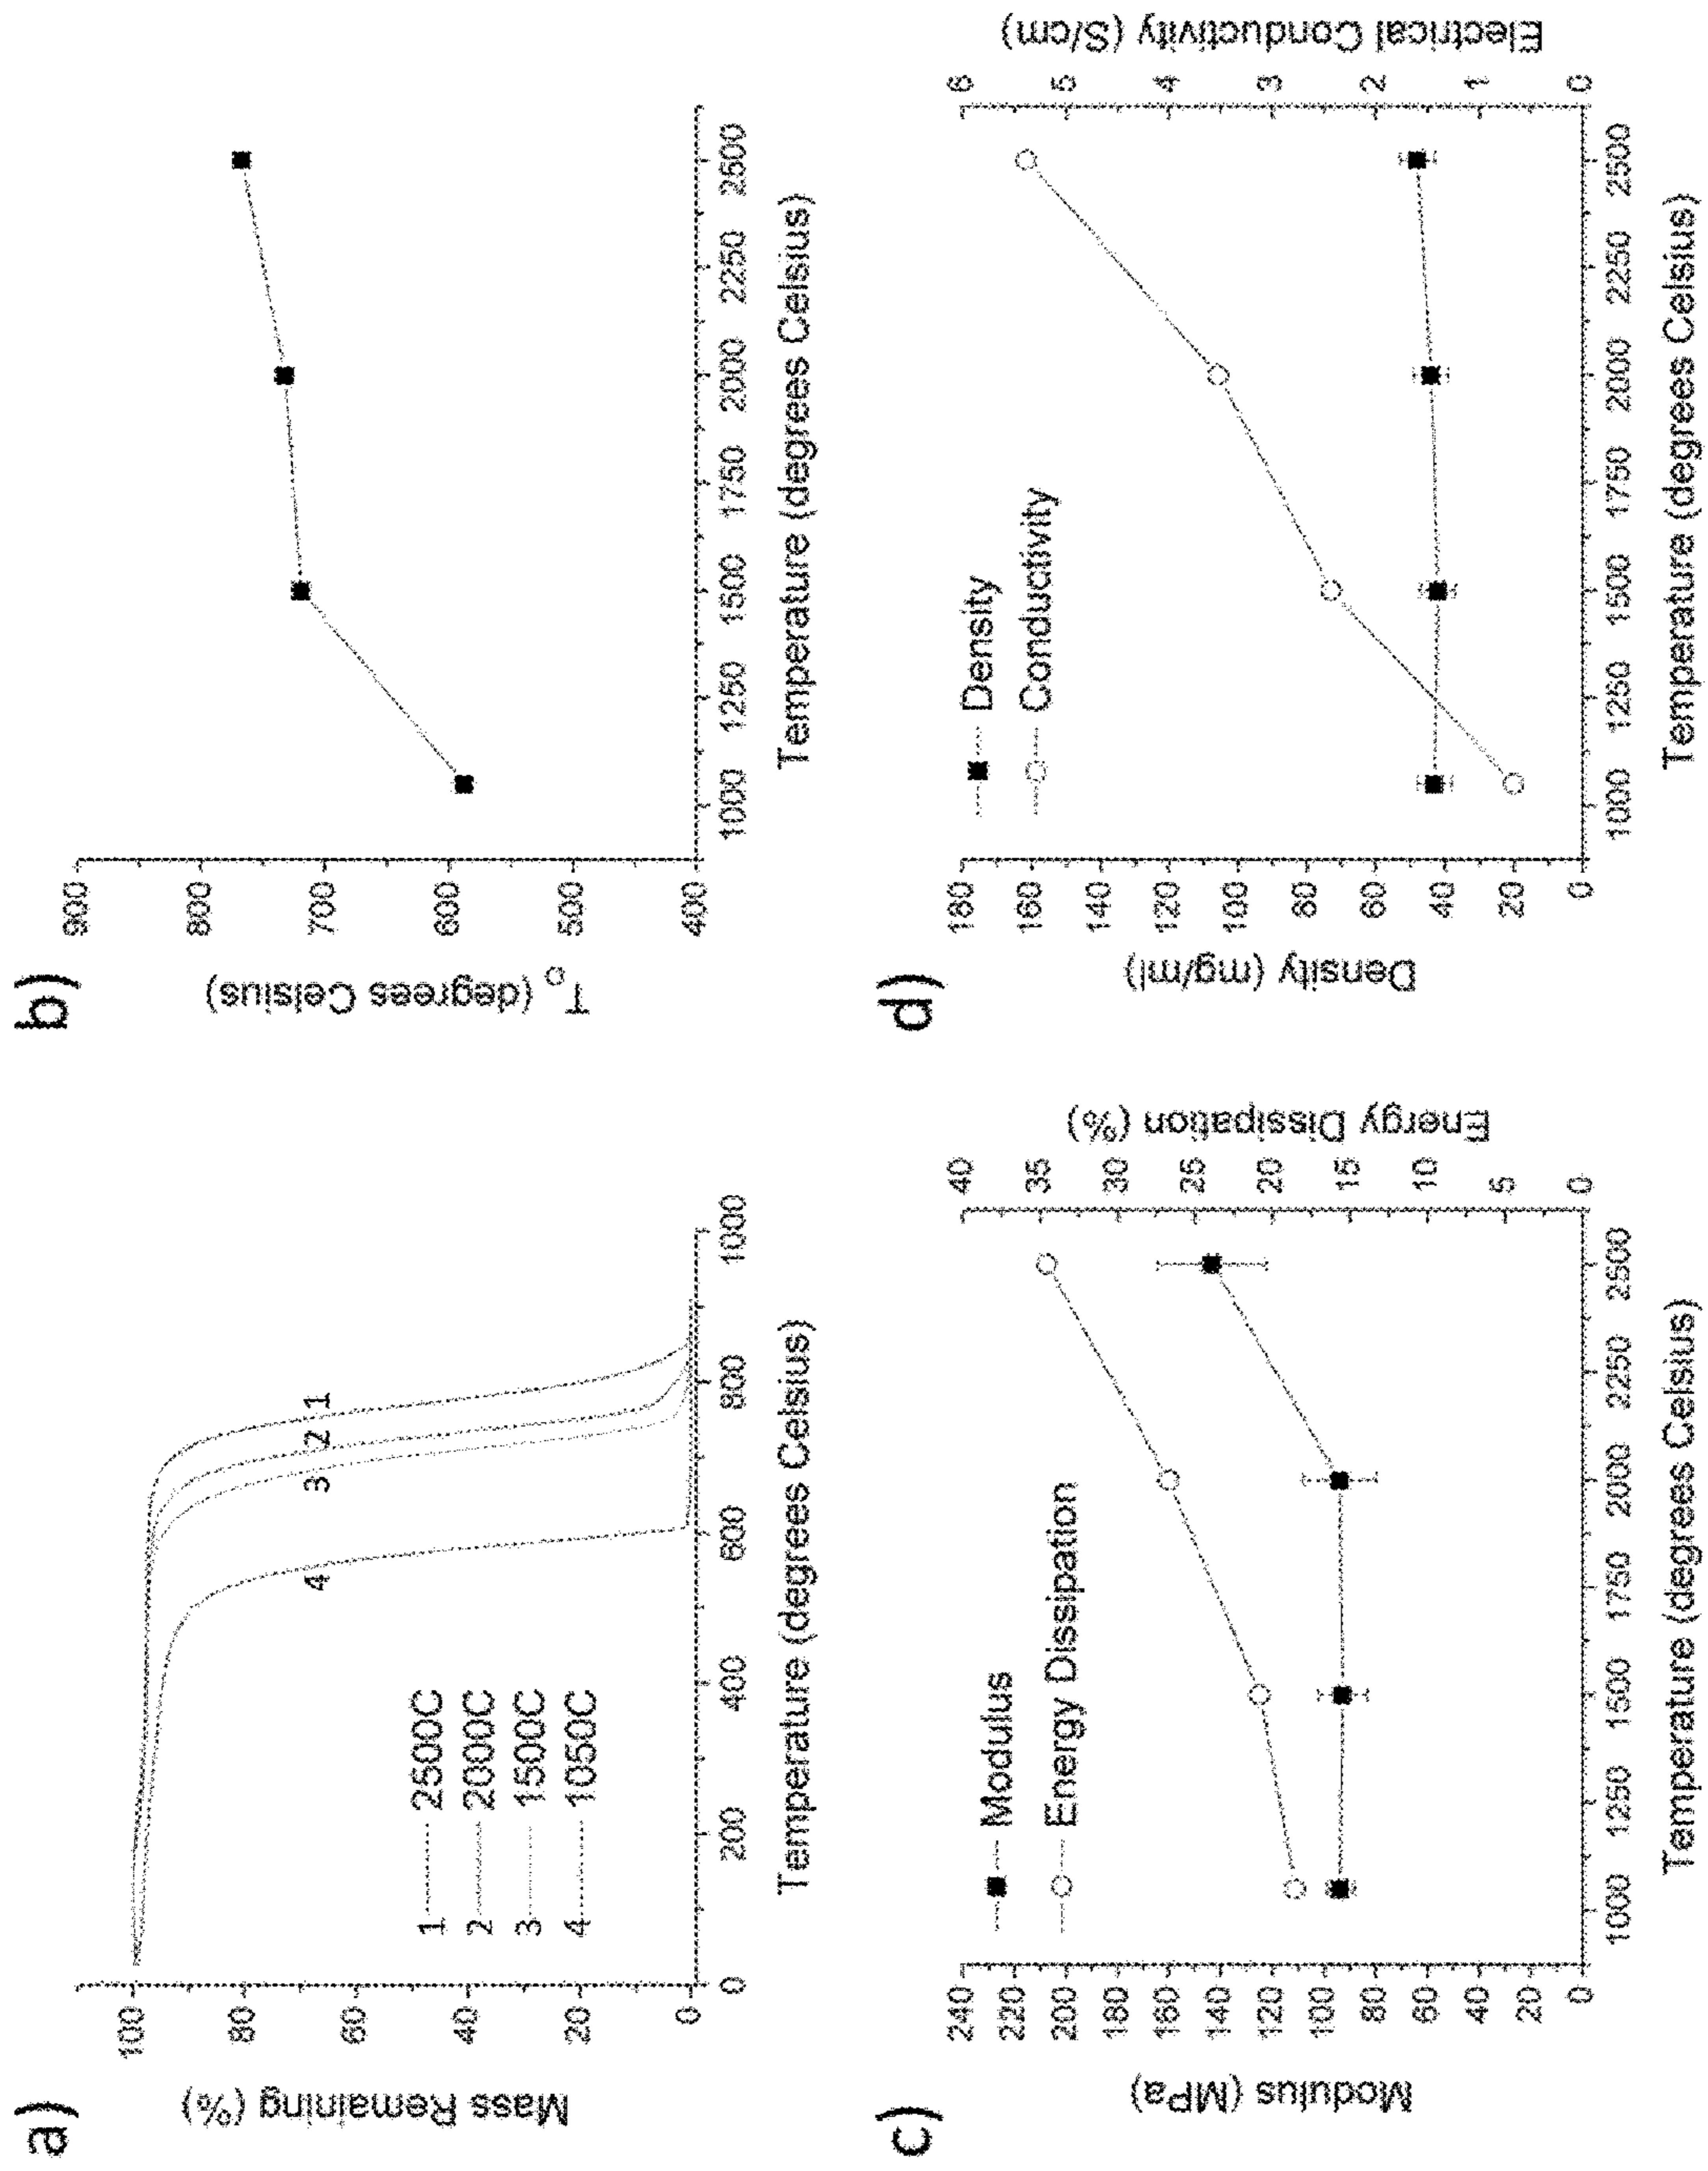 a)
Mass Remaining (%)
100
80
60
40
20
0
1 2500C
2 2000C
3 1500C
4 1050C
4
3
2
1
0 200 400 600 800 1000
Temperature (degrees Celsius)
b)
T_o (degrees Celsius)
900
800
700
600
500
400
1000 1250 1500 1750 2000 2250 2500
Temperature (degrees Celsius)
c)
Modulus (MPa)
240
220
200
180
160
140
120
100
80
60
40
20
0
Modulus
Energy Dissipation
40
35
30
25
20
15
10
5
0
Energy Dissipation (%)
1000 1250 1500 1750 2000 2250 2500
Temperature (degrees Celsius)
d)
Density (mg/ml)
180
160
140
120
100
80
60
40
20
0
Density
Conductivity
6
5
4
3
2
1
0
Electrical Conductivity (S/cm)
1000 1250 1500 1750 2000 2250 2500
Temperature (degrees Celsius)